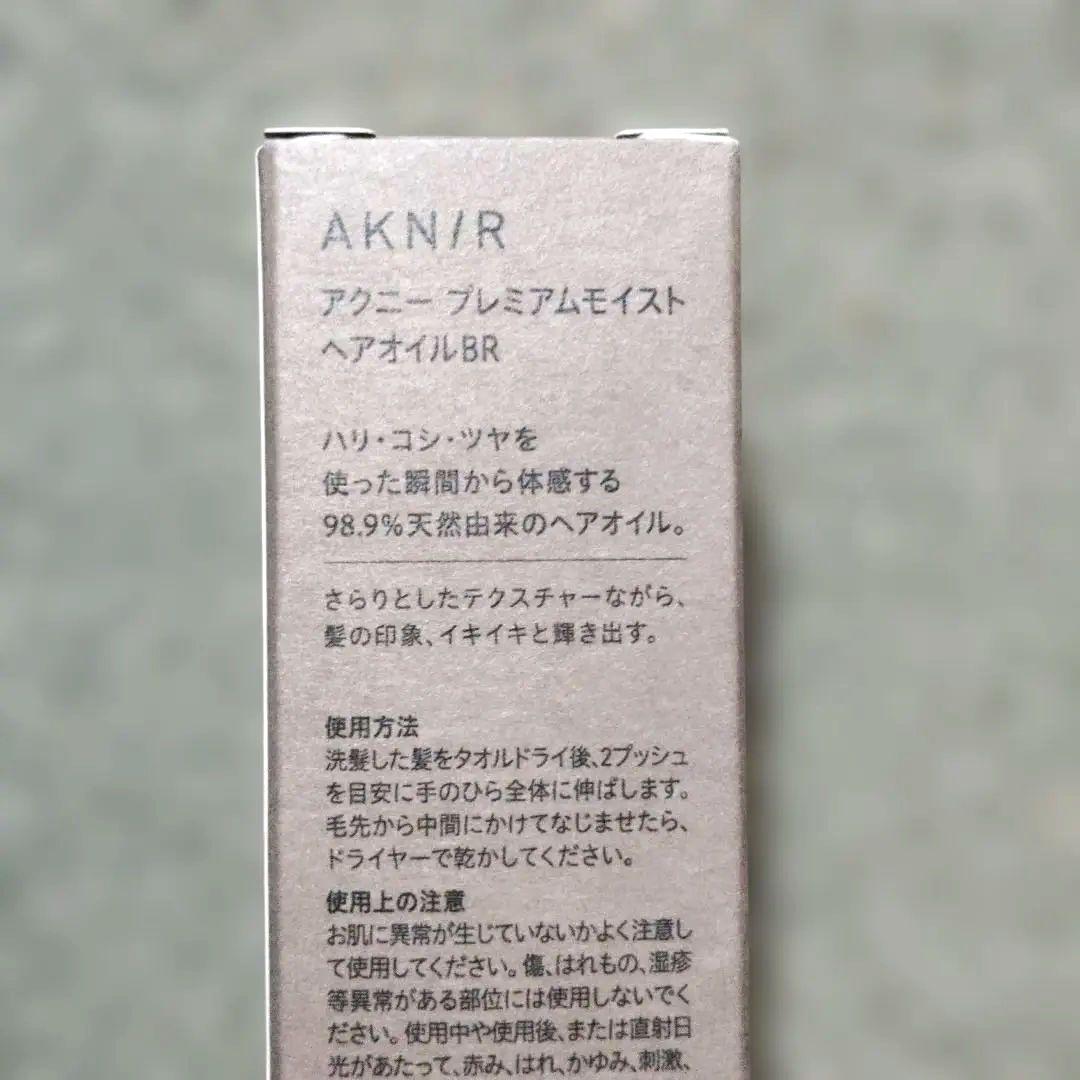 AKN/R
アクニー プレミアムモイスト
ヘアオイルBR
ハリ・コシ・ツヤを
使った瞬間から体感する
98.9%天然由来のヘアオイル。
さらりとしたテクスチャーながら、
髪の印象、イキイキと輝き出す。
使用方法
洗髪した髪をタオルドライ後、2プッシュ
を目安に手のひら全体に伸ばします。
毛先から中間にかけてなじませたら、
ドライヤーで乾かしてください。
使用上の注意
お肌に異常が生じていないかよく注意し
て使用してください。傷、はれもの、湿疹
等異常がある部位には使用しないでく
ださい。使用中や使用後、または直射日
光があたって、赤み、はれ、かゆみ、刺激、